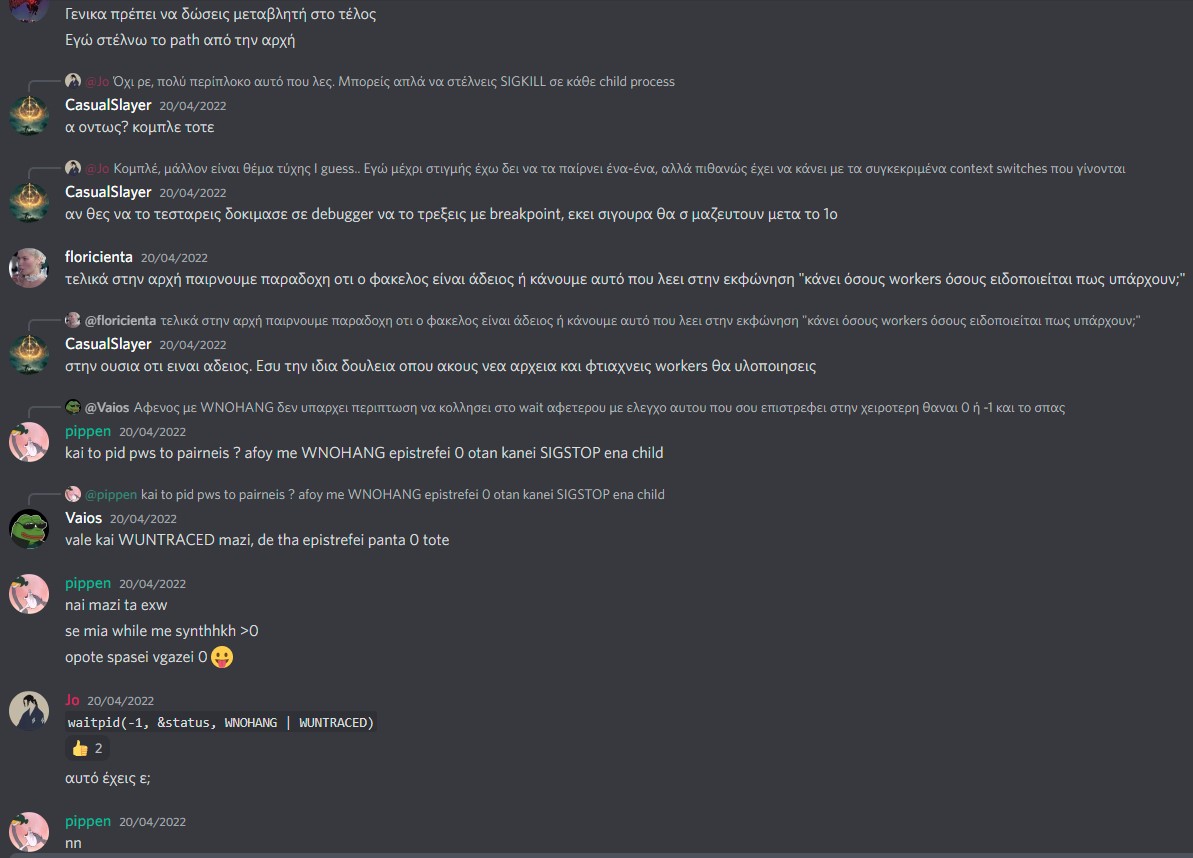 Γενικα πρέπει να δώσεις μεταβλητή στο τέλος
Εγώ στέλνω το path από την αρχή
@Jo Όχι ρε, πολύ περίπλοκο αυτό που λες. Μπορείς απλά να στέλνεις SIGKILL σε κάθε child process
CasualSlayer 20/04/2022
α οντως? κομπλε τοτε
@Jo Κομπλέ, μάλλον είναι θέμα τύχης I guess.. Εγώ μέχρι στιγμής έχω δει να τα παίρνει ένα-ένα, αλλά πιθανώς έχει να κάνει με τα συγκεκριμένα context switches που γίνονται
CasualSlayer 20/04/2022
αν θες να το τεσταρεις δοκιμασε σε debugger να το τρεξεις με breakpoint, εκει σιγουρα θα σ μαζευτουν μετα το 1ο
floricienta 20/04/2022
τελικά στην αρχή παιρνουμε παραδοχη οτι ο φακελος είναι άδειος ή κάνουμε αυτό που λεει στην εκφώνηση "κάνει όσους workers όσους ειδοποιείται πως υπάρχουν;"
@floricienta τελικά στην αρχή παιρνουμε παραδοχη οτι ο φακελος είναι άδειος ή κάνουμε αυτό που λεει στην εκφώνηση "κάνει όσους workers όσους ειδοποιείται πως υπάρχουν;"
CasualSlayer 20/04/2022
στην ουσια οτι ειναι αδειος. Εσυ την ιδια δουλεια οπου ακους νεα αρχεια και φτιαχνεις workers θα υλοποιησεις
@Vaios Αφενος με WNOHANG δεν υπαρχει περιπτωση να κολλησει στο wait αφετερου με ελεγχο αυτου που σου επιστρεφει στην χειροτερη θαναι 0 ή -1 και το σπας
pippen 20/04/2022
kai to pid pws to pairneis ? afoy me WNOHANG epistrefei 0 otan kanei SIGSTOP ena child
@pippen kai to pid pws to pairneis ? afoy me WNOHANG epistrefei 0 otan kanei SIGSTOP ena child
Vaios 20/04/2022
vale kai WUNTRACED mazi, de tha epistrefei panta 0 tote
pippen 20/04/2022
nai mazi ta exw
se mia while me synthhkh >0
opote spasei vgazei 0 😛
Jo 20/04/2022
waitpid(-1, &status, WNOHANG | WUNTRACED)
👍 2
αυτό έχεις ε;
pippen 20/04/2022
nn